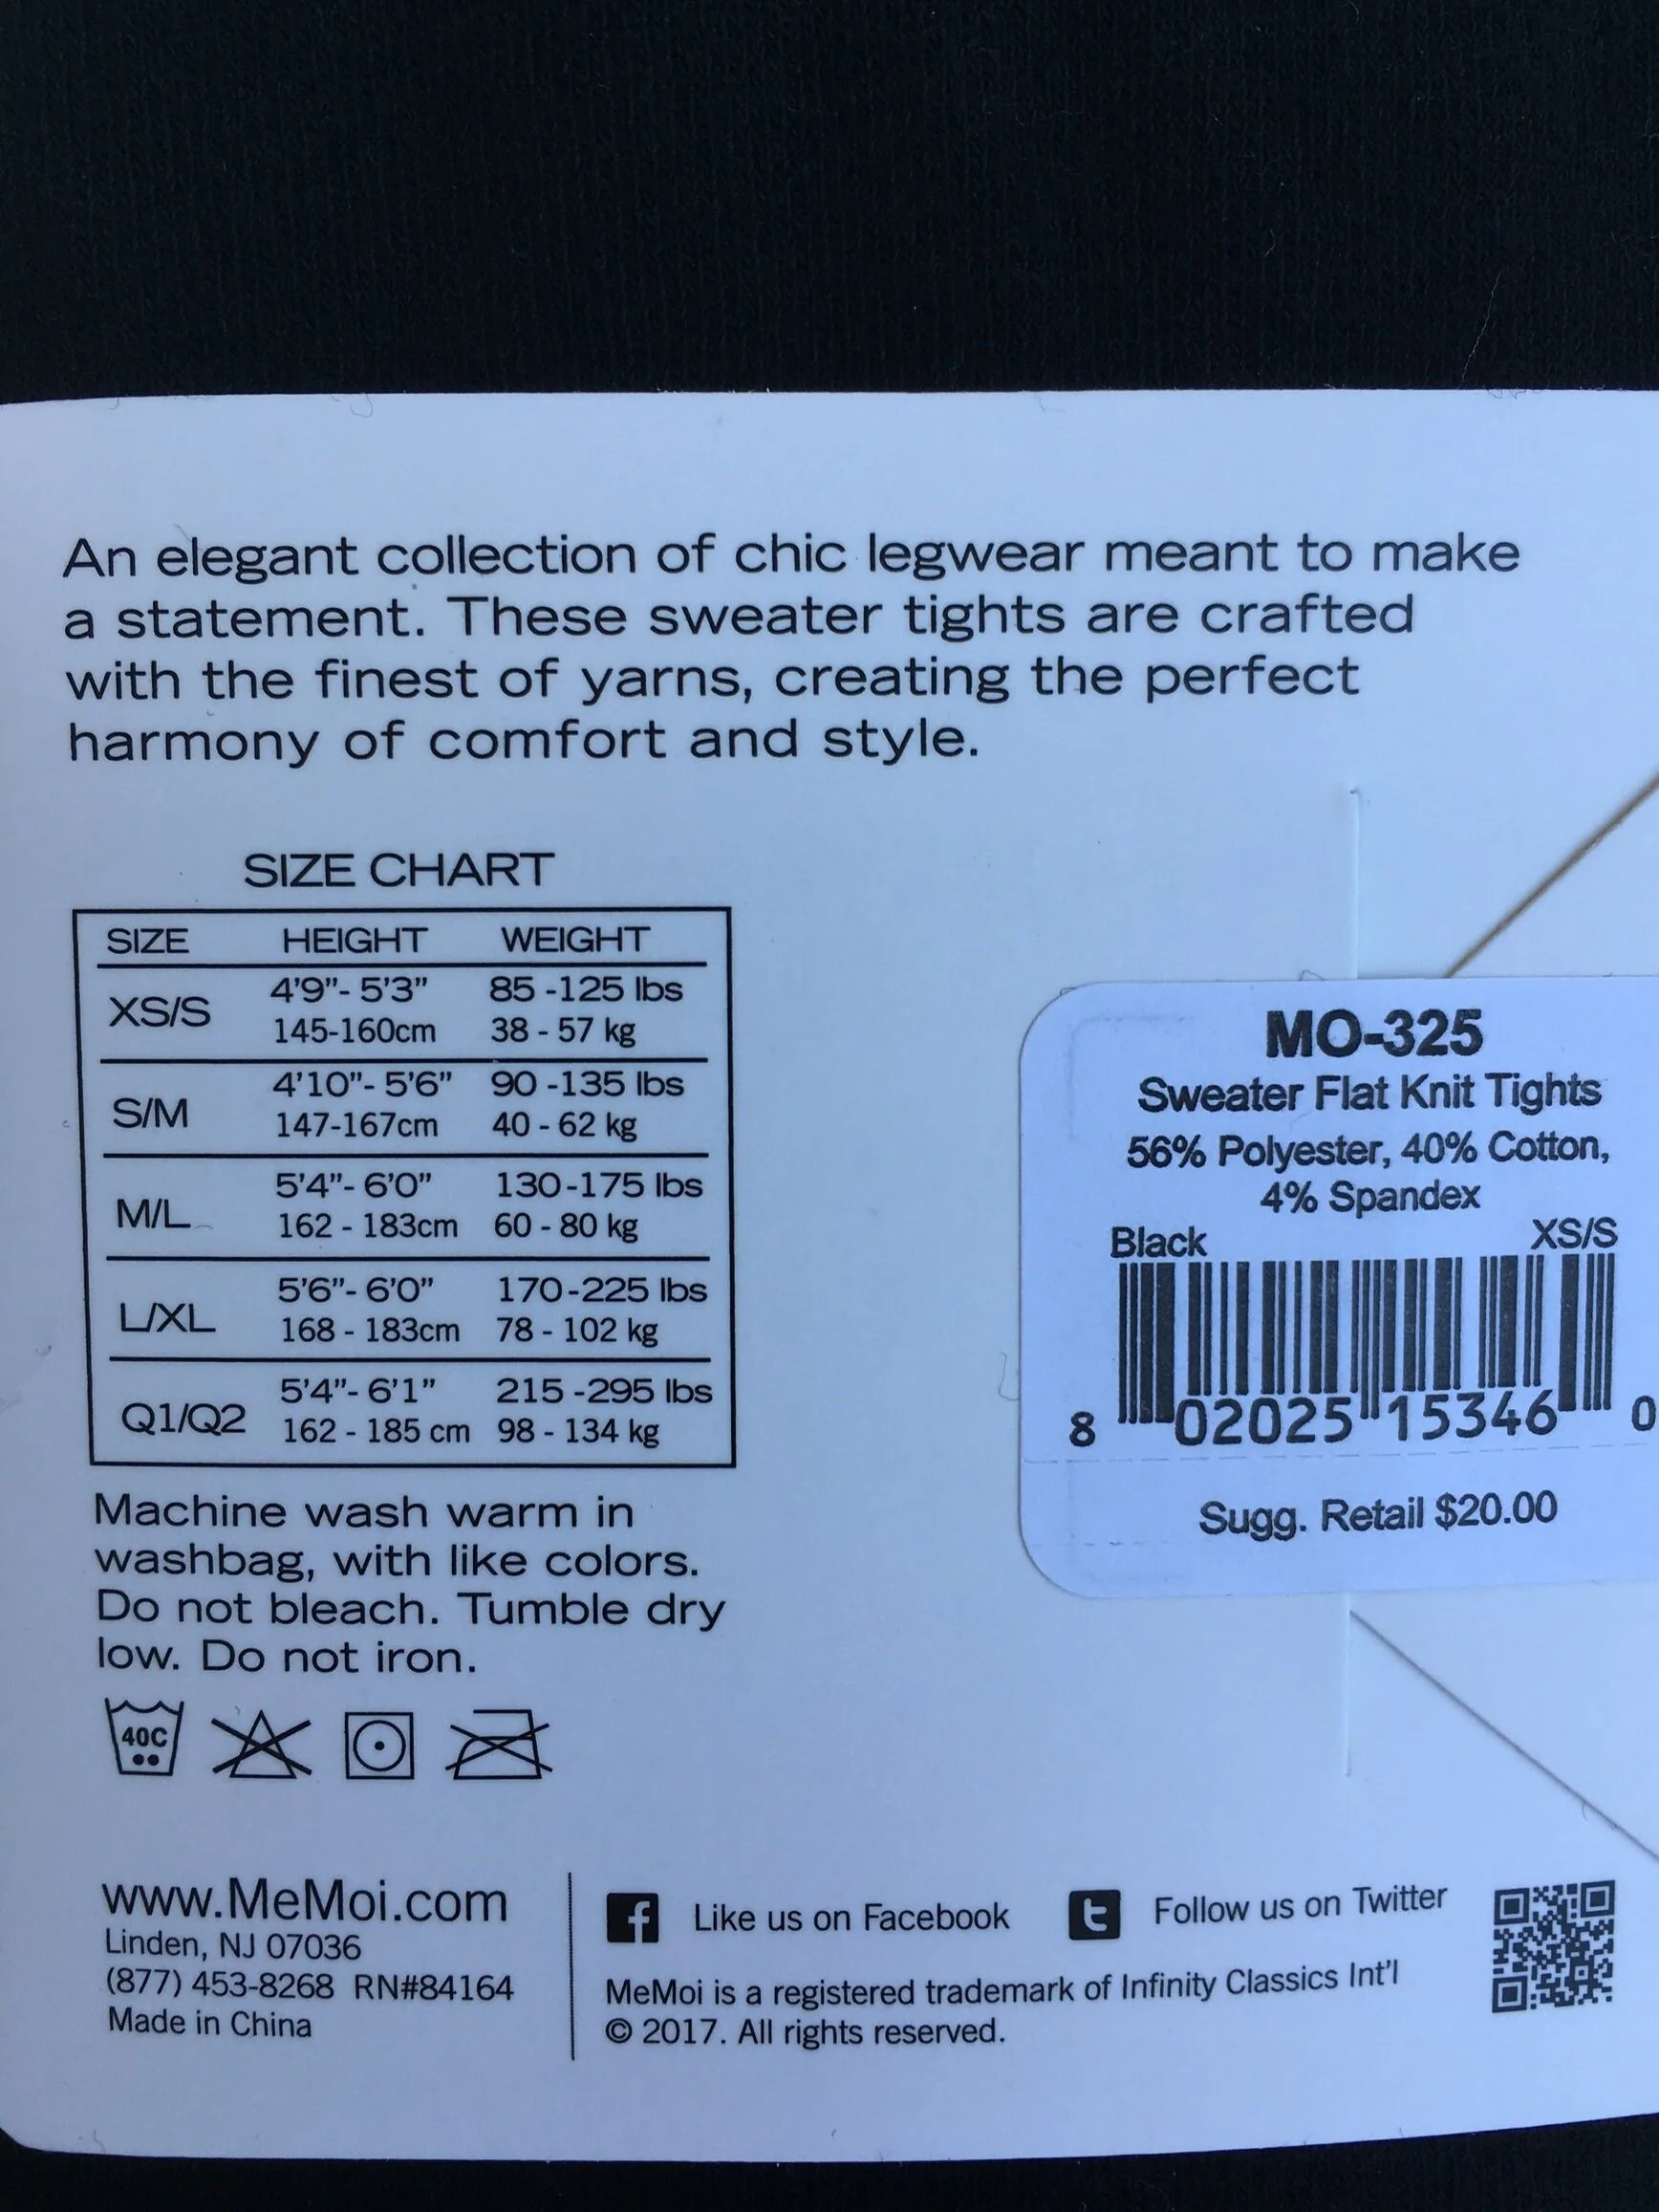 An elegant collection of chic legwear meant to make
a statement. These sweater tights are crafted
with the finest of yarns, creating the perfect
harmony of comfort and style.
SIZE CHART
SIZE HEIGHT WEIGHT
XS/S 4'9"- 5'3" 85 -125 lbs
145-160cm 38 - 57 kg
S/M 4'10"- 5'6" 90 -135 lbs
147-167cm 40 - 62 kg
M/L 5'4"- 6'0" 130-175 lbs
162 - 183cm 60 - 80 kg
L/XL 5'6"- 6'0" 170-225 lbs
168 - 183cm 78 - 102 kg
Q1/Q2 5'4"- 6'1" 215 -295 lbs
162 - 185 cm 98 - 134 kg
Machine wash warm in
washbag, with like colors.
Do not bleach. Tumble dry
low. Do not iron.
40C
MO-325
Sweater Flat Knit Tights
56% Polyester, 40% Cotton,
4% Spandex
Black XS/S
8 02025 15346 0
Sugg. Retail $20.00
www.MeMoi.com
Linden, NJ 07036
(877) 453-8268 RN#84164
Made in China
f Like us on Facebook t Follow us on Twitter
MeMoi is a registered trademark of Infinity Classics Int'l
© 2017. All rights reserved.